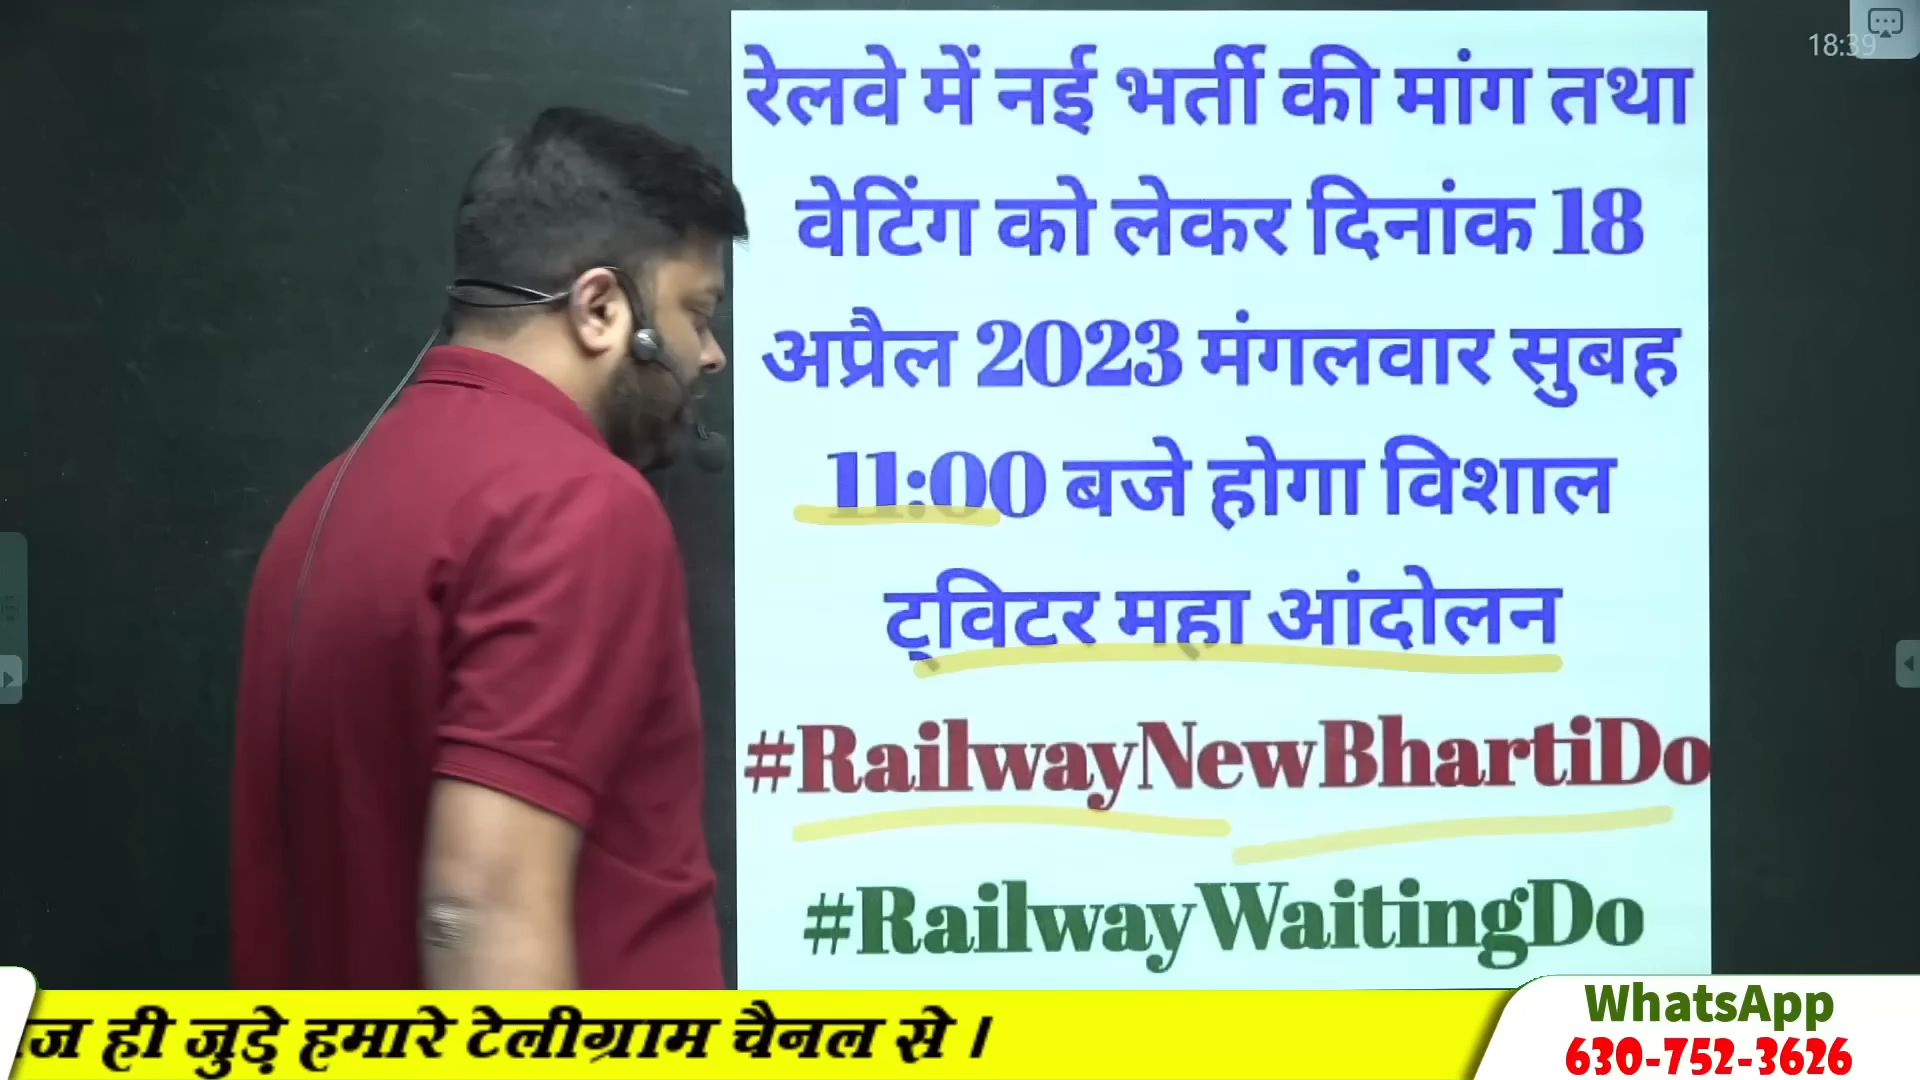 18:39
रेलवे में नई भर्ती की मांग तथा
वेटिंग को लेकर दिनांक 18
अप्रैल 2023 मंगलवार सुबह
11:00 बजे होगा विशाल
ट्विटर महा आंदोलन
#RailwayNewBhartiDo
#RailwayWaitingDo
ही जुड़े हमारे टेलीग्राम चैनल से ।
WhatsApp
630-752-3626